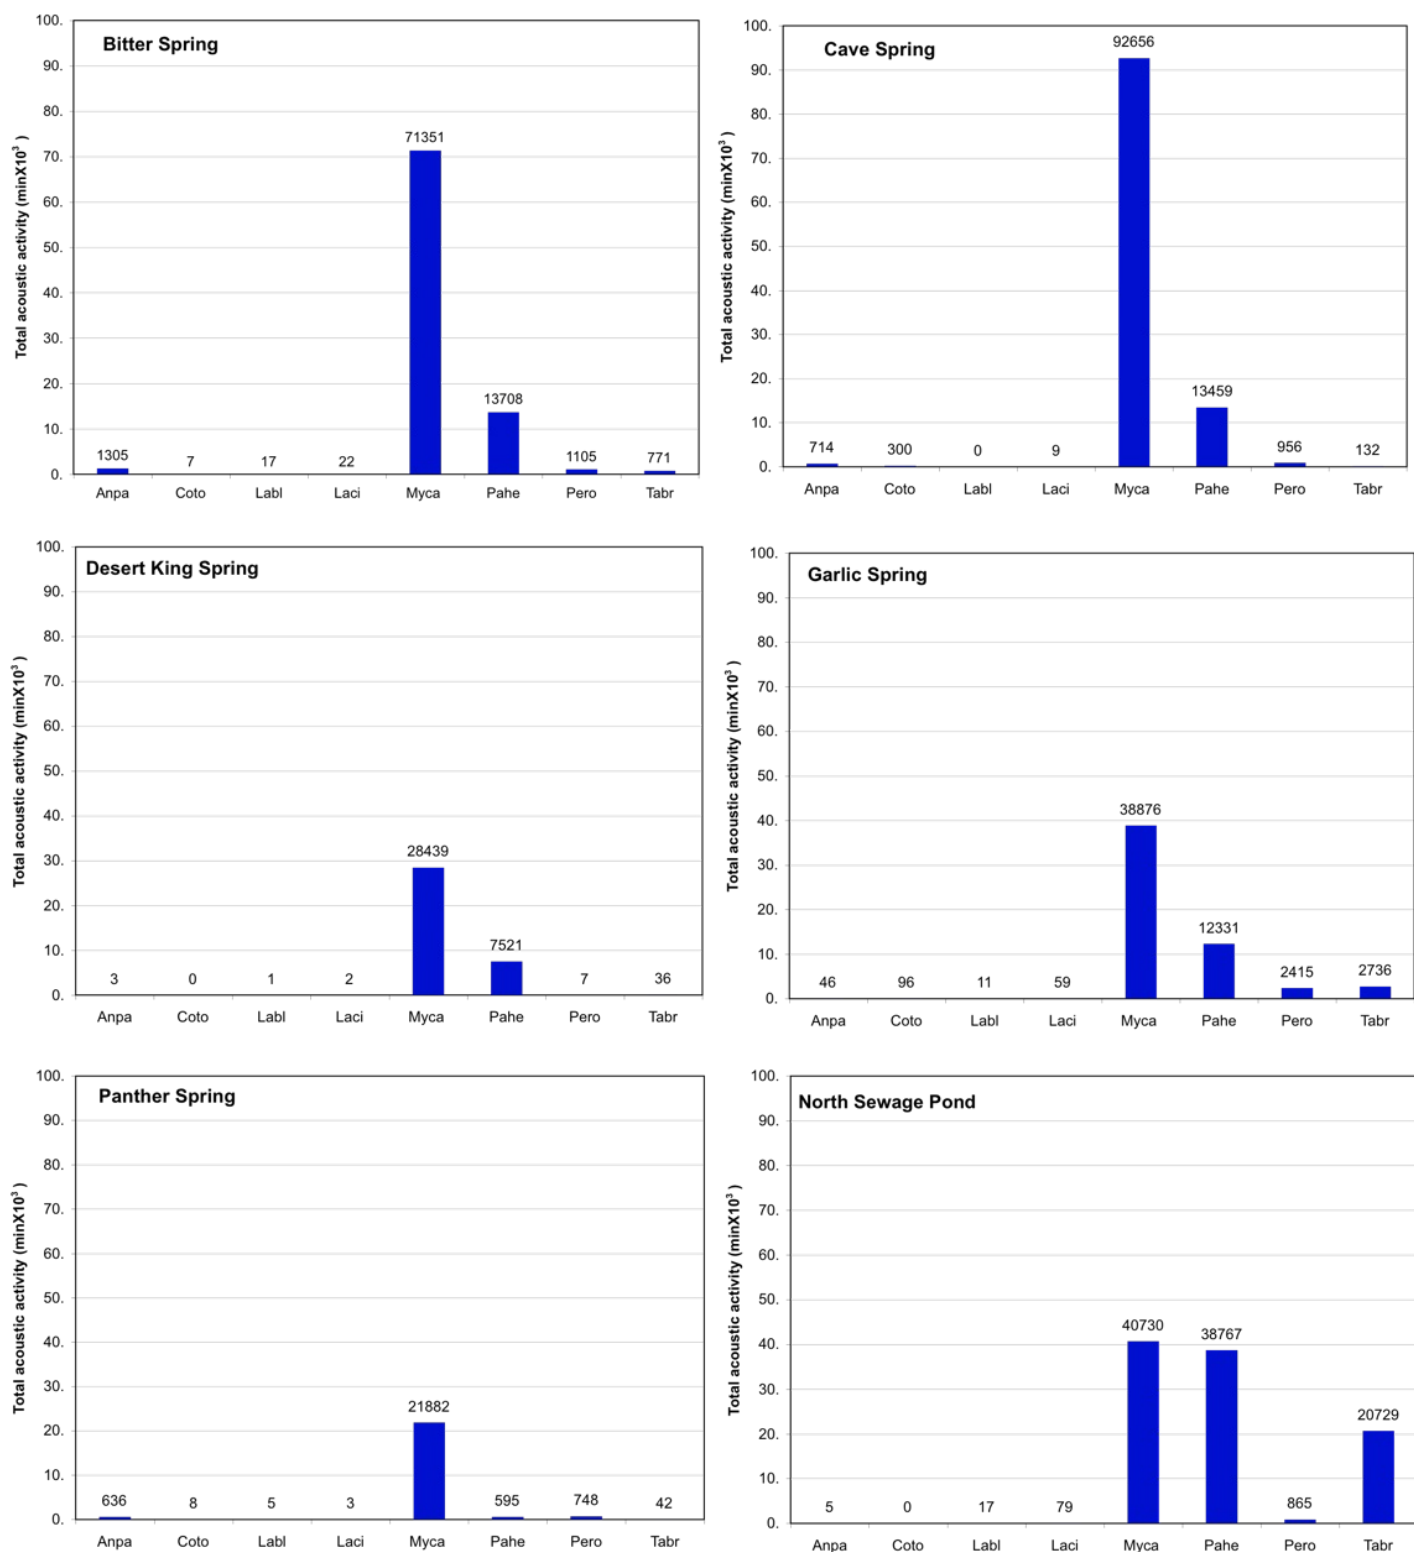 Bitter Spring
Total acoustic activity (minX10³ )
100.
90.
80.
70.
60.
50.
40.
30.
20.
10.
0.
1305 7 17 22 71351 13708 1105 771
Anpa Coto Labl Laci Myca Pahe Pero Tabr
Cave Spring
Total acoustic activity (minX10³ )
100.
90.
80.
70.
60.
50.
40.
30.
20.
10.
0.
714 300 0 9 92656 13459 956 132
Anpa Coto Labl Laci Myca Pahe Pero Tabr
Desert King Spring
Total acoustic activity (minX10³ )
100.
90.
80.
70.
60.
50.
40.
30.
20.
10.
0.
3 0 1 2 28439 7521 7 36
Anpa Coto Labl Laci Myca Pahe Pero Tabr
Garlic Spring
Total acoustic activity (minX10³ )
100.
90.
80.
70.
60.
50.
40.
30.
20.
10.
0.
46 96 11 59 38876 12331 2415 2736
Anpa Coto Labl Laci Myca Pahe Pero Tabr
Panther Spring
Total acoustic activity (minX10³ )
100.
90.
80.
70.
60.
50.
40.
30.
20.
10.
0.
636 8 5 3 21882 595 748 42
Anpa Coto Labl Laci Myca Pahe Pero Tabr
North Sewage Pond
Total acoustic activity (minX10³ )
100.
90.
80.
70.
60.
50.
40.
30.
20.
10.
0.
5 0 17 79 40730 38767 865 20729
Anpa Coto Labl Laci Myca Pahe Pero Tabr